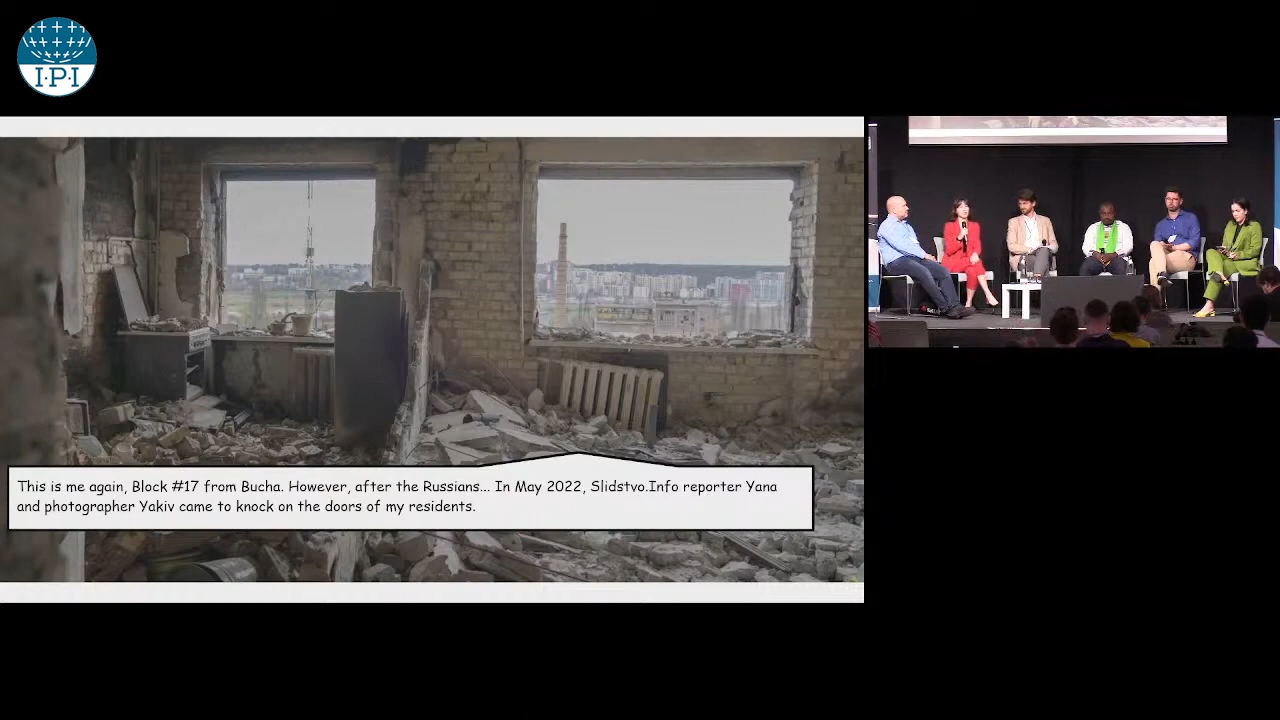 I·P·I
This is me again, Block #17 from Bucha. However, after the Russians... In May 2022, Slidstvo.Info reporter Yana
and photographer Yakiv came to knock on the doors of my residents.